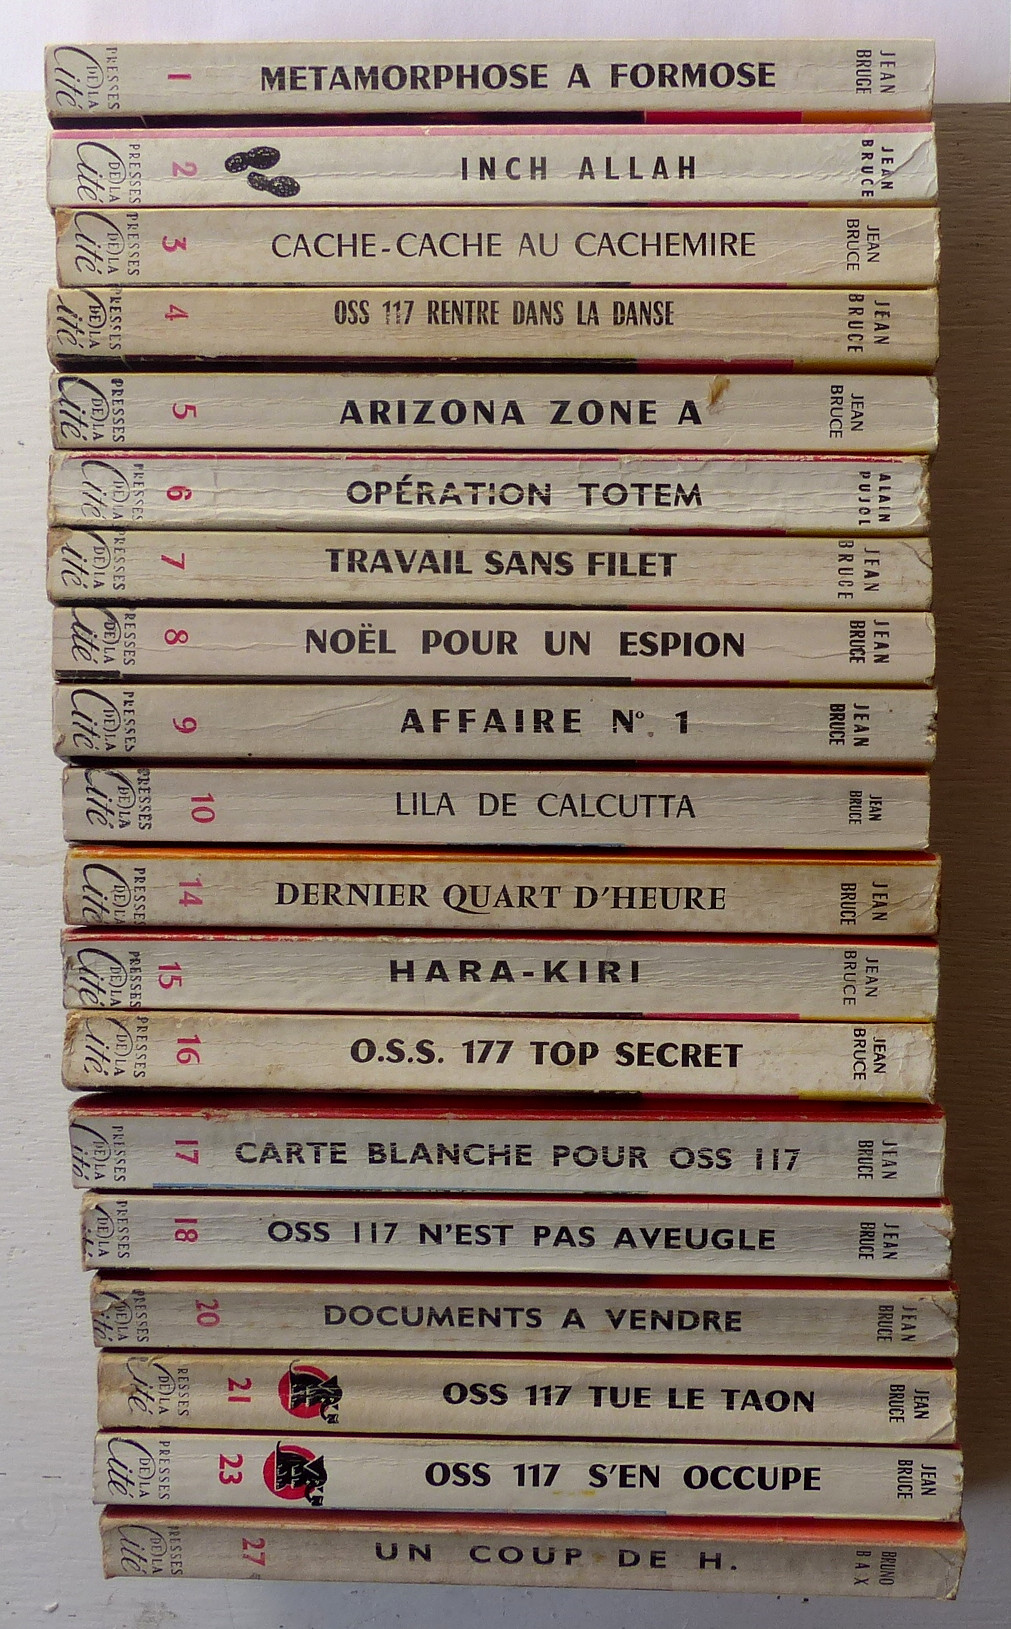 PRESSES DE LA Cité 1 METAMORPHOSE A FORMOSE JEAN BRUCE
PRESSES DE LA Cité 2 INCH ALLAH JEAN BRUCE
PRESSES DE LA Cité 3 CACHE-CACHE AU CACHEMIRE JEAN BRUCE
PRESSES DE LA Cité 4 OSS 117 RENTRE DANS LA DANSE JEAN BRUCE
PRESSES DE LA Cité 5 ARIZONA ZONE A JEAN BRUCE
PRESSES DE LA Cité 6 OPÉRATION TOTEM ALAIN PUJOL
PRESSES DE LA Cité 7 TRAVAIL SANS FILET JEAN BRUCE
PRESSES DE LA Cité 8 NOËL POUR UN ESPION JEAN BRUCE
PRESSES DE LA Cité 9 AFFAIRE Nº 1 JEAN BRUCE
PRESSES DE LA Cité 10 LILA DE CALCUTTA JEAN BRUCE
PRESSES DE LA Cité 14 DERNIER QUART D'HEURE JEAN BRUCE
PRESSES DE LA Cité 15 HARA-KIRI JEAN BRUCE
PRESSES DE LA Cité 16 O.S.S. 177 TOP SECRET JEAN BRUCE
PRESSES DE LA Cité 17 CARTE BLANCHE POUR OSS 117 JEAN BRUCE
PRESSES DE LA Cité 18 OSS 117 N'EST PAS AVEUGLE JEAN BRUCE
PRESSES DE LA Cité 20 DOCUMENTS A VENDRE JEAN BRUCE
PRESSES DE LA Cité 21 OSS 117 TUE LE TAON JEAN BRUCE
PRESSES DE LA Cité 23 OSS 117 S'EN OCCUPE JEAN BRUCE
PRESSES DE LA Cité 27 UN COUP DE H. BRUNO BAX